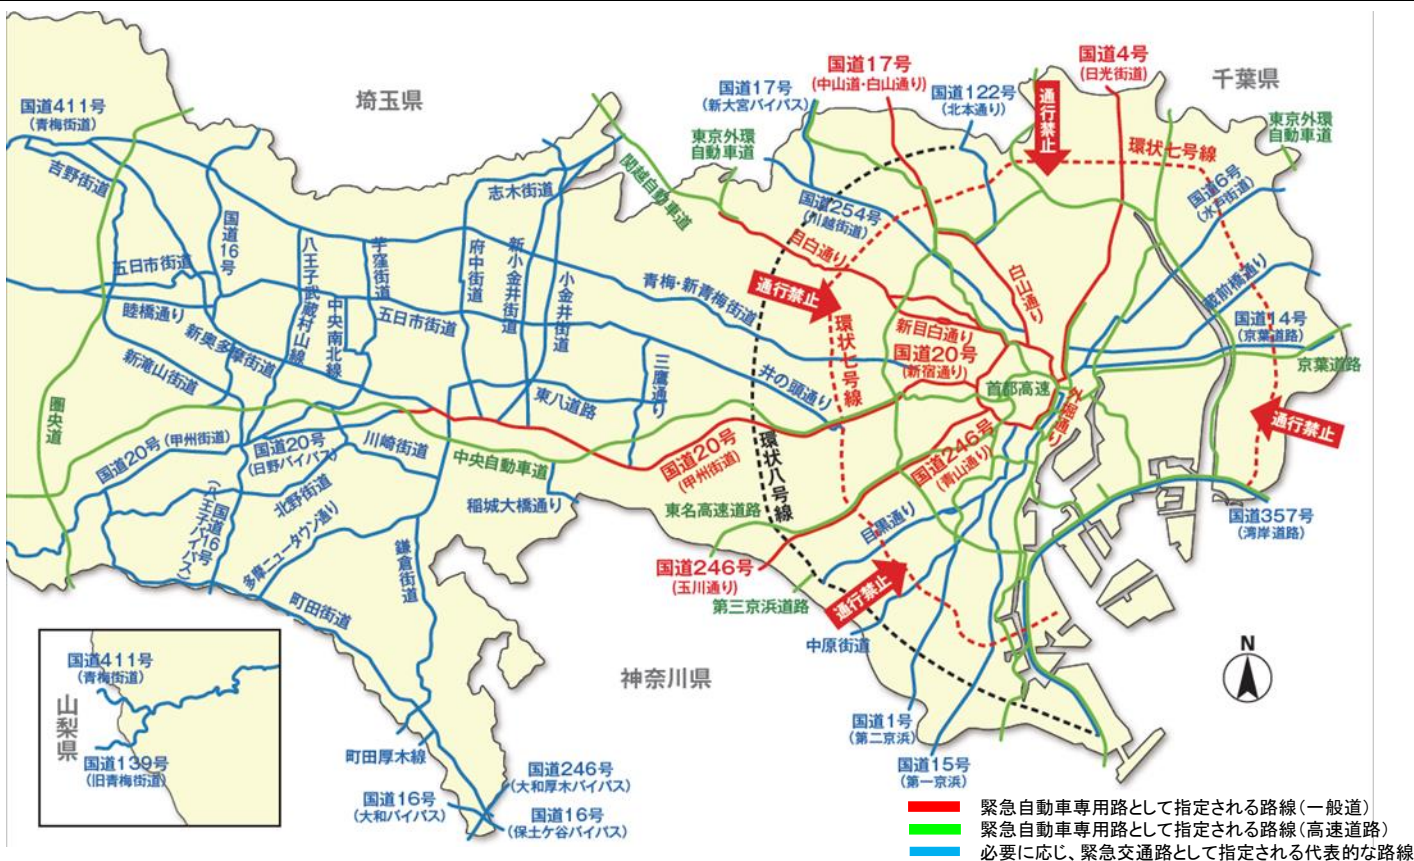 埼玉県
千葉県
神奈川県
山梨県
国道411号
(青梅街道)
吉野街道
国道16号
五日市街道
睦橋通り
新奥多摩街道
新滝山街道
八王子武蔵村山線
中央南北線
芋窪街道
五日市街道
府中街道
新小金井街道
小金井街道
志木街道
関越自動車道
東京外環
自動車道
国道17号
(新大宮バイパス)
国道17号
(中山道・白山通り)
国道122号
(北本通り)
国道4号
(日光街道)
通行禁止
環状七号線
東京外環
自動車道
国道6号
(水戸街道)
国道254号
(川越街道)
目白通り
白山通り
蔵前橋通り
国道14号
(京葉道路)
京葉道路
青梅・新青梅街道
通行禁止
環状七号線
新目白通り
国道20号
(新宿通り)
首都高速
外堀通り
通行禁止
井の頭通り
三鷹通り
東八道路
圏央道
国道20号(甲州街道)
国道20号
(日野バイパス)
川崎街道
中央自動車道
国道20号
(甲州街道)
環状八号線
国道246号
(青山通り)
国道16号
(八王子バイパス)
北野街道
多摩ニュータウン通り
稲城大橋通り
鎌倉街道
東名高速道路
目黒通り
国道357号
(湾岸道路)
国道246号
(玉川通り)
第三京浜道路
通行禁止
中原街道
町田街道
国道411号
(青梅街道)
国道139号
(旧青梅街道)
町田厚木線
国道16号
(大和バイパス)
国道246号
(大和厚木バイパス)
国道16号
(保土ケ谷バイパス)
国道1号
(第二京浜)
国道15号
(第一京浜)
N
緊急自動車専用路として指定される路線(一般道)
緊急自動車専用路として指定される路線(高速道路)
必要に応じ、緊急交通路として指定される代表的な路線